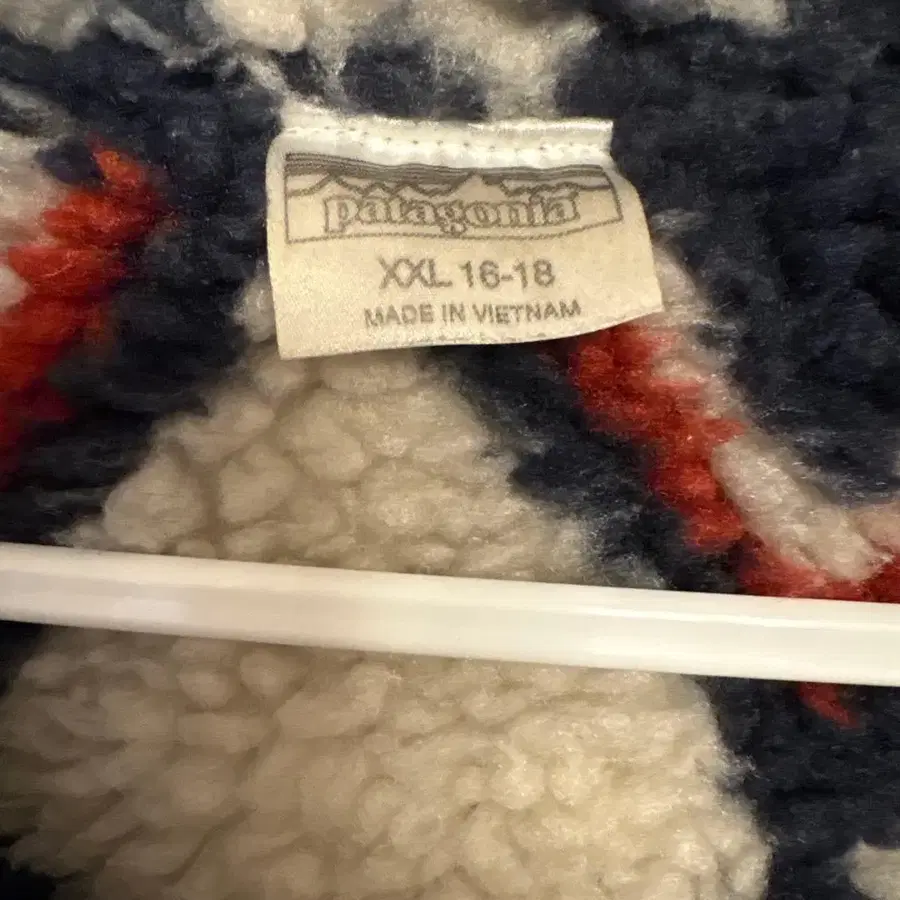 patagonia
XXL 16-18
MADE IN VIETNAM